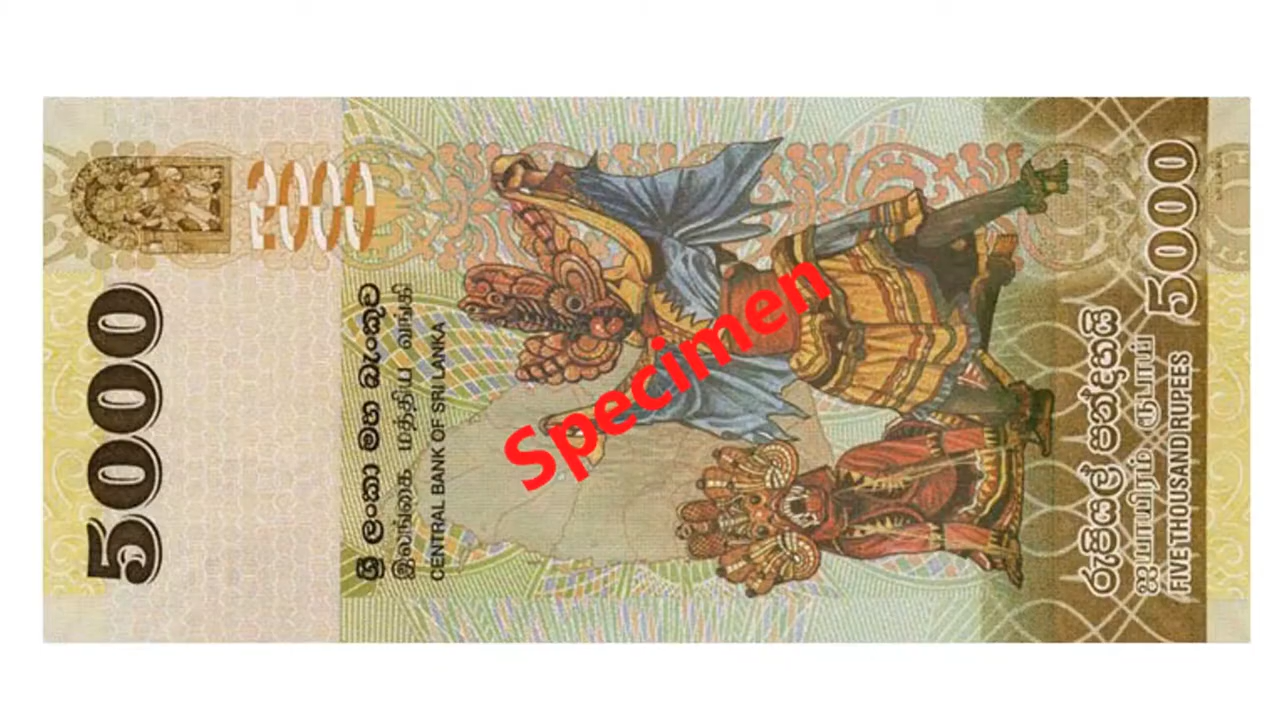 5000
5000
ශ්‍රී ලංකා මහ බැංකුව
இலங்கை மத்திய வங்கி
CENTRAL BANK OF SRI LANKA
Specimen
රුපියල් පන්දහසයි
ஐயாயிரம் ரூபாய்
FIVE THOUSAND RUPEES
5000